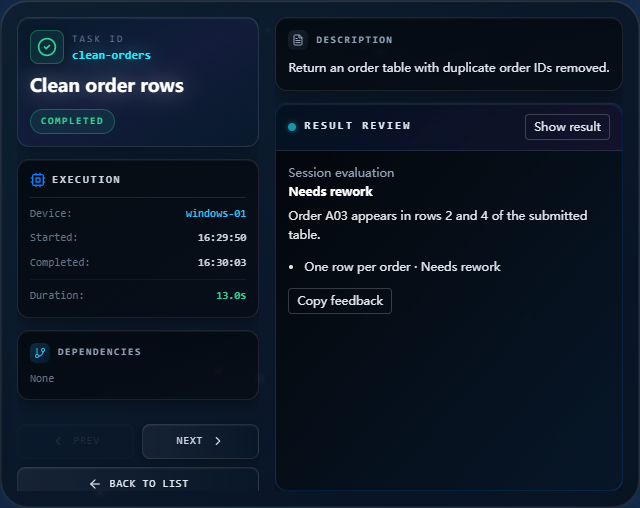 TASK ID
clean-orders
Clean order rows
COMPLETED
EXECUTION
Device: windows-01
Started: 16:29:50
Completed: 16:30:03
Duration: 13.0s
DEPENDENCIES
None
PREV
NEXT
BACK TO LIST
DESCRIPTION
Return an order table with duplicate order IDs removed.
RESULT REVIEW
Show result
Session evaluation
Needs rework
Order A03 appears in rows 2 and 4 of the submitted
table.
• One row per order · Needs rework
Copy feedback